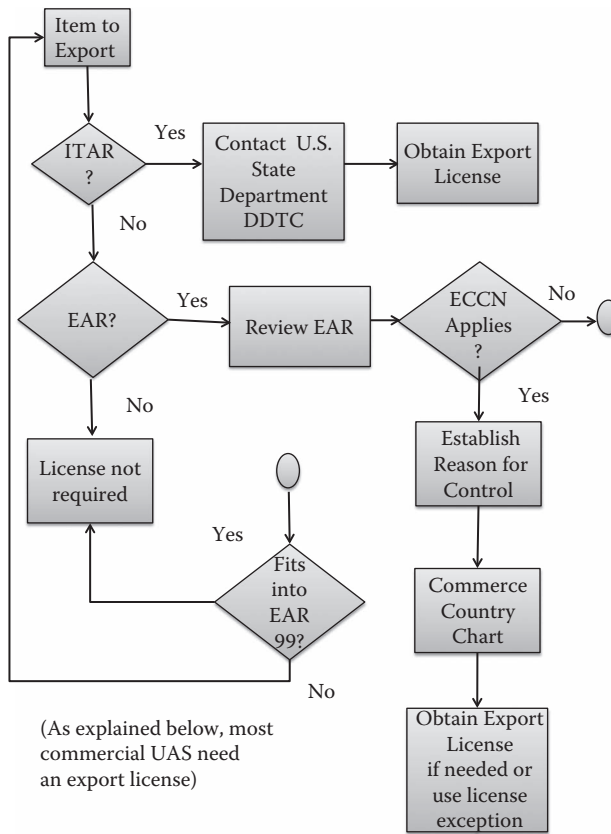 Item to
Export
ITAR
?
Yes
Contact U.S.
State
Department
DDTC
Obtain Export
License
No
EAR?
Yes
Review EAR
ECCN
Applies
?
No
No
Yes
License not
required
Establish
Reason for
Control
Yes
Fits
into
EAR
99?
No
Commerce
Country
Chart
(As explained below, most
commercial UAS need
an export license)
Obtain Export
License
if needed or
use license
exception